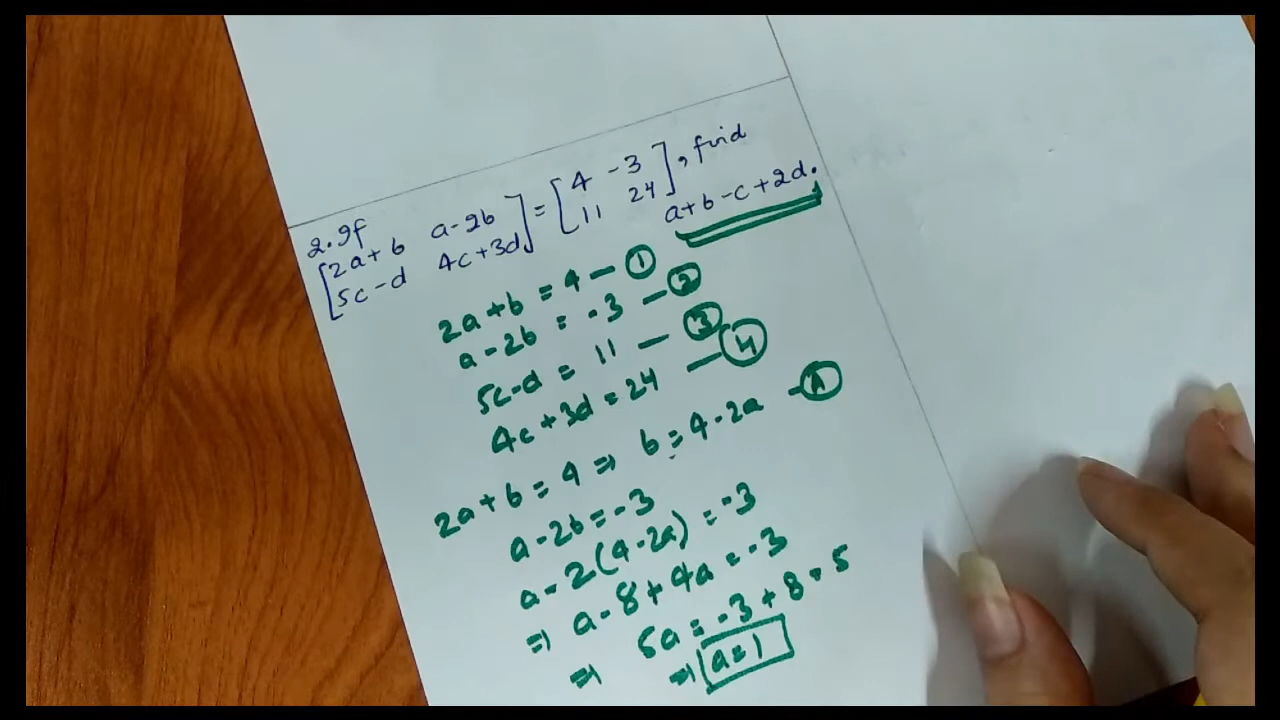 2. If
[2a+b a-2b] = [4 -3], find
[5c-d 4c+3d] [11 24] a+b-c+2d.
2a+b = 4 — ①
a-2b = -3 — ②
5c-d = 11 — ③
4c+3d = 24 — ④
2a+b = 4 ⇒ b = 4-2a — Ⓐ
a-2b = -3
a-2(4-2a) = -3
⇒ a-8+4a = -3
⇒ 5a = -3+8 = 5
⇒ a=1